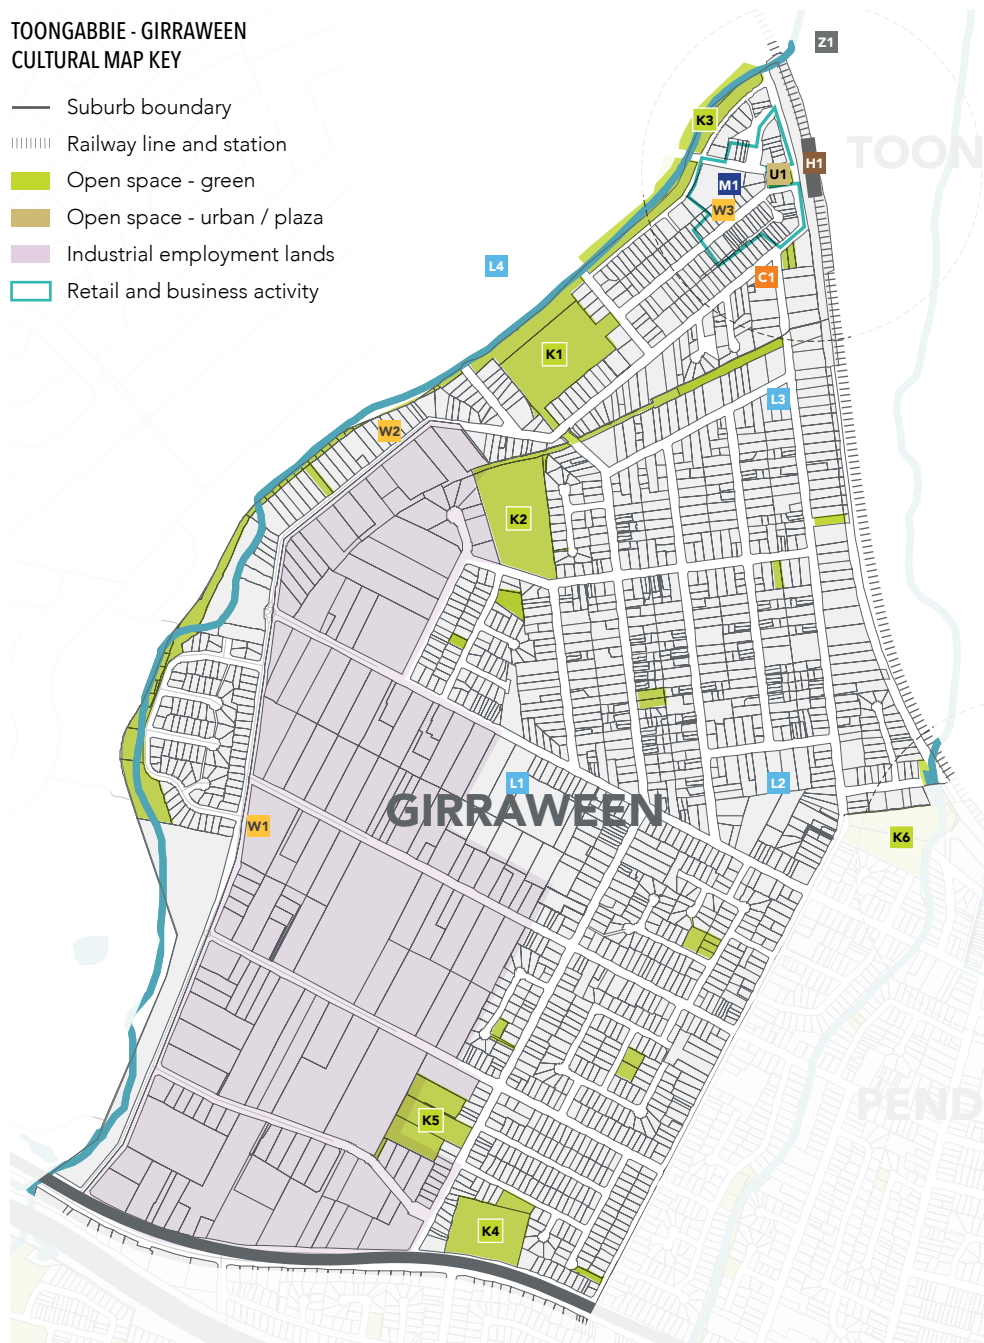 TOONGABBIE - GIRRAWEEN
CULTURAL MAP KEY
Suburb boundary
Railway line and station
Open space - green
Open space - urban / plaza
Industrial employment lands
Retail and business activity
Z1
K3
TOON
H1
U1
M1
W3
L4
C1
K1
L3
W2
K2
L1
L2
GIRRAWEEN
W1
K6
PEND
K5
K4